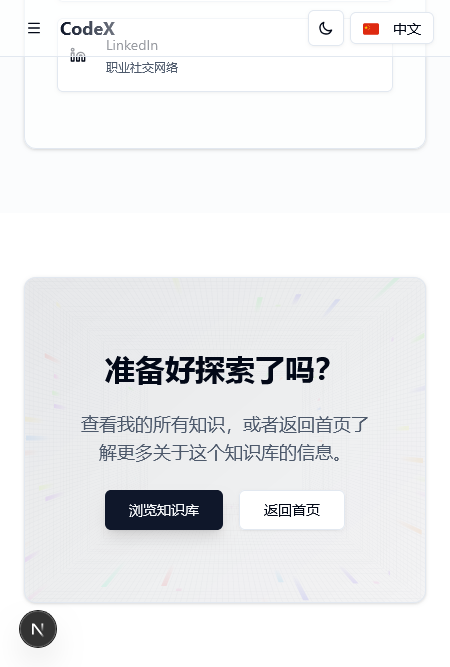 CodeX
中文
LinkedIn
职业社交网络
准备好探索了吗?
查看我的所有知识，或者返回首页了
解更多关于这个知识库的信息。
浏览知识库
返回首页
N